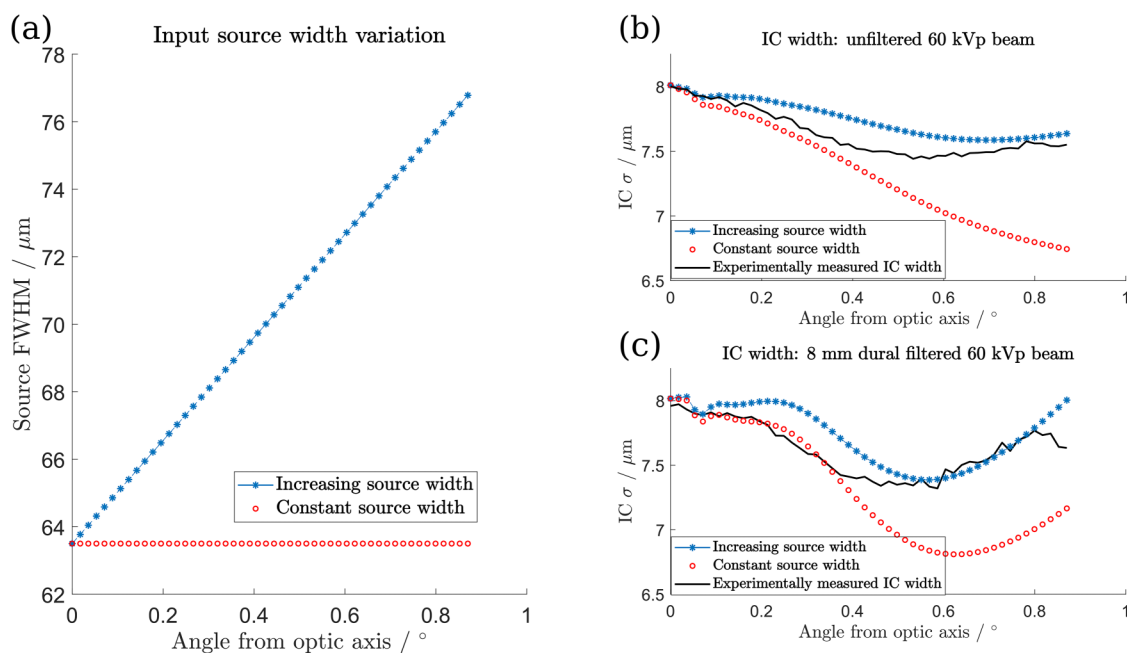 (a)
Input source width variation
78
76
74
72
70
68
66
64
62
Source FWHM / μm
Increasing source width
Constant source width
0
0.2
0.4
0.6
0.8
1
Angle from optic axis / °
(b)
IC width: unfiltered 60 kVp beam
8
7.5
7
6.5
IC σ / μm
Increasing source width
Constant source width
Experimentally measured IC width
0
0.2
0.4
0.6
0.8
1
Angle from optic axis / °
(c)
IC width: 8 mm dural filtered 60 kVp beam
8
7.5
7
6.5
IC σ / μm
Increasing source width
Constant source width
Experimentally measured IC width
0
0.2
0.4
0.6
0.8
1
Angle from optic axis / °